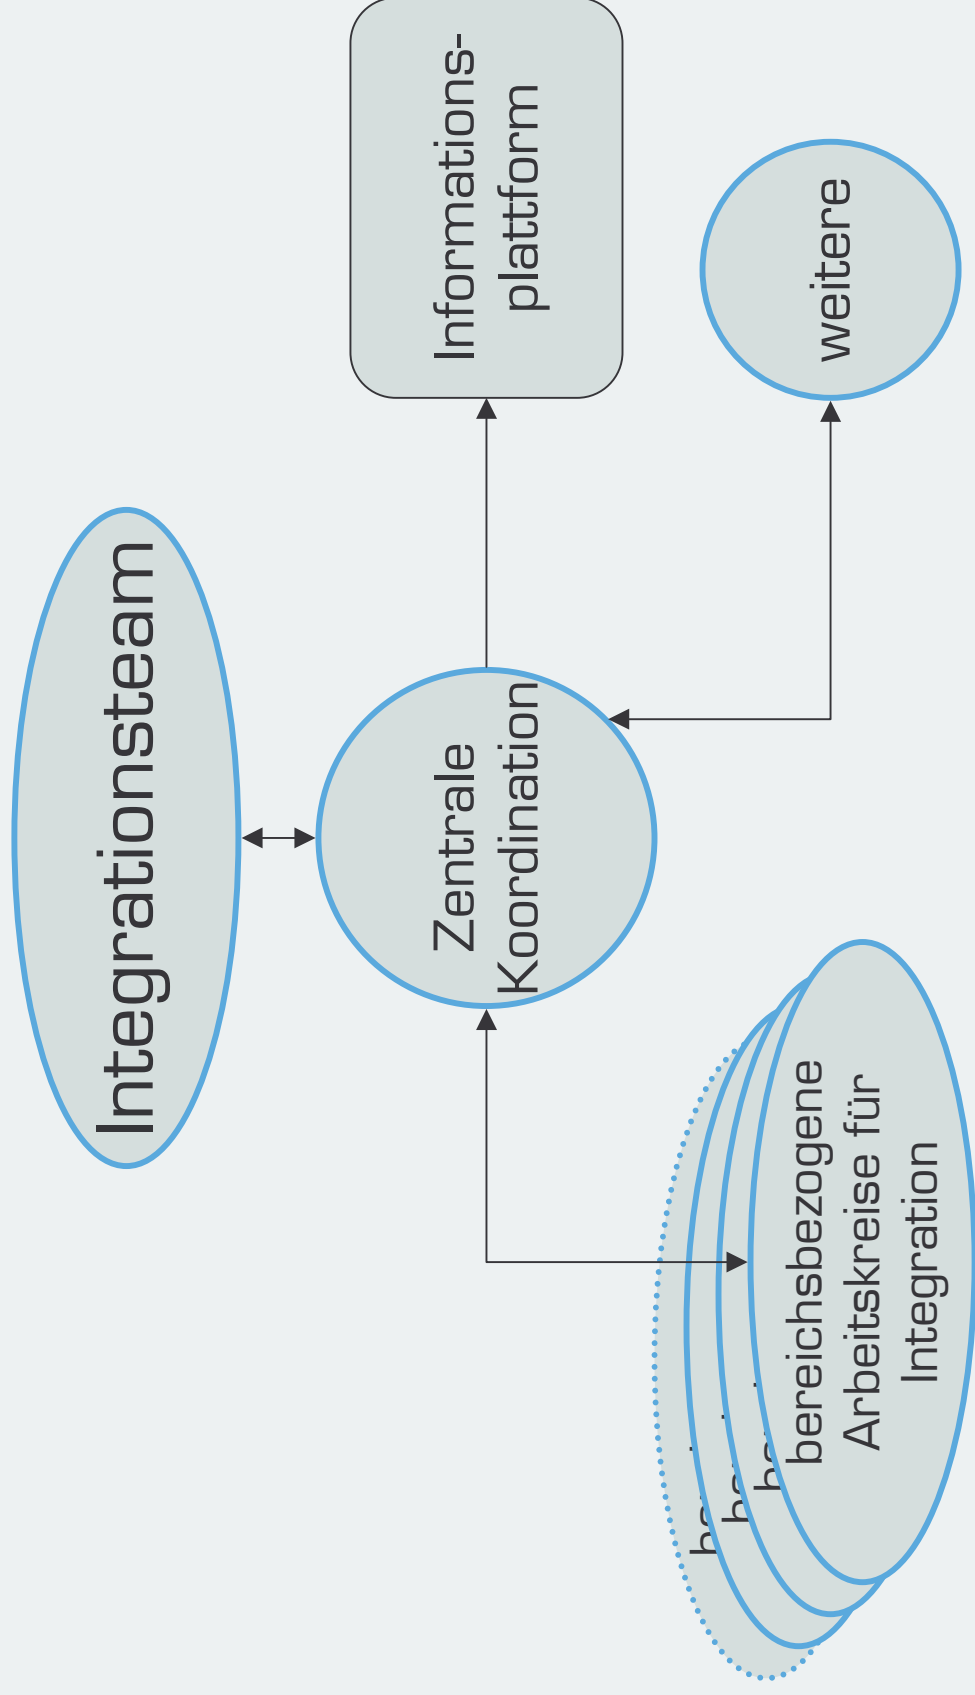 Integrationsteam
Zentrale
Koordination
Informations-
plattform
bereichsbezogene
Arbeitskreise für
Integration
weitere